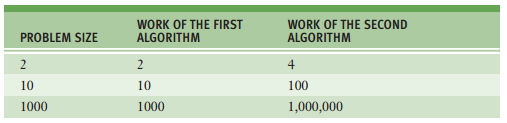 WORK OF THE FIRST WORK OF THE SECOND
PROBLEM SIZE ALGORITHM ALGORITHM
2 2 4
10 10 100
1000 1000 1,000,000